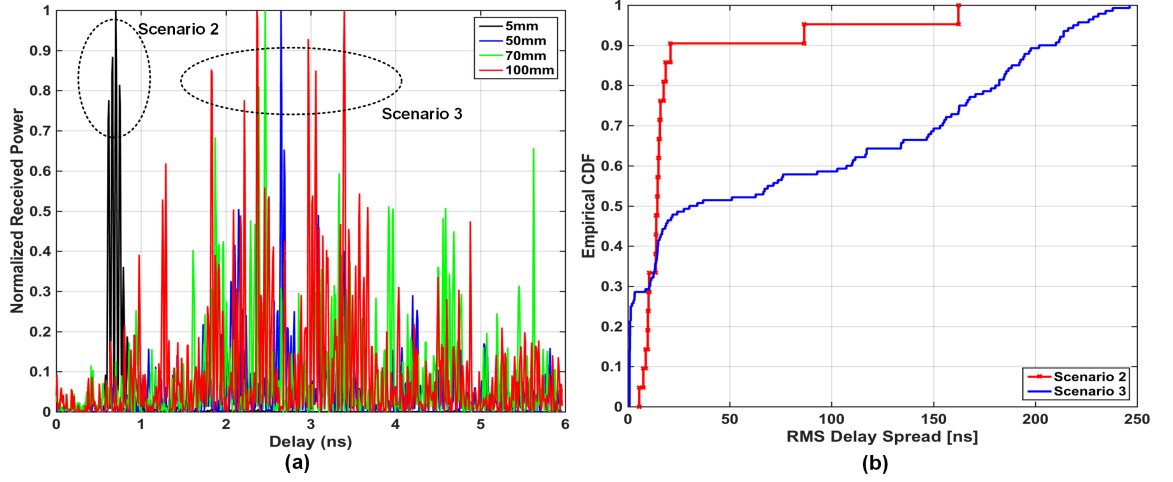 Scenario 2
5mm
50mm
70mm
100mm
Scenario 3
Normalized Received Power
1
0.9
0.8
0.7
0.6
0.5
0.4
0.3
0.2
0.1
0
0 1 2 3 4 5 6
Delay (ns)
(a)
Empirical CDF
1
0.9
0.8
0.7
0.6
0.5
0.4
0.3
0.2
0.1
0
Scenario 2
Scenario 3
0 50 100 150 200 250
RMS Delay Spread [ns]
(b)